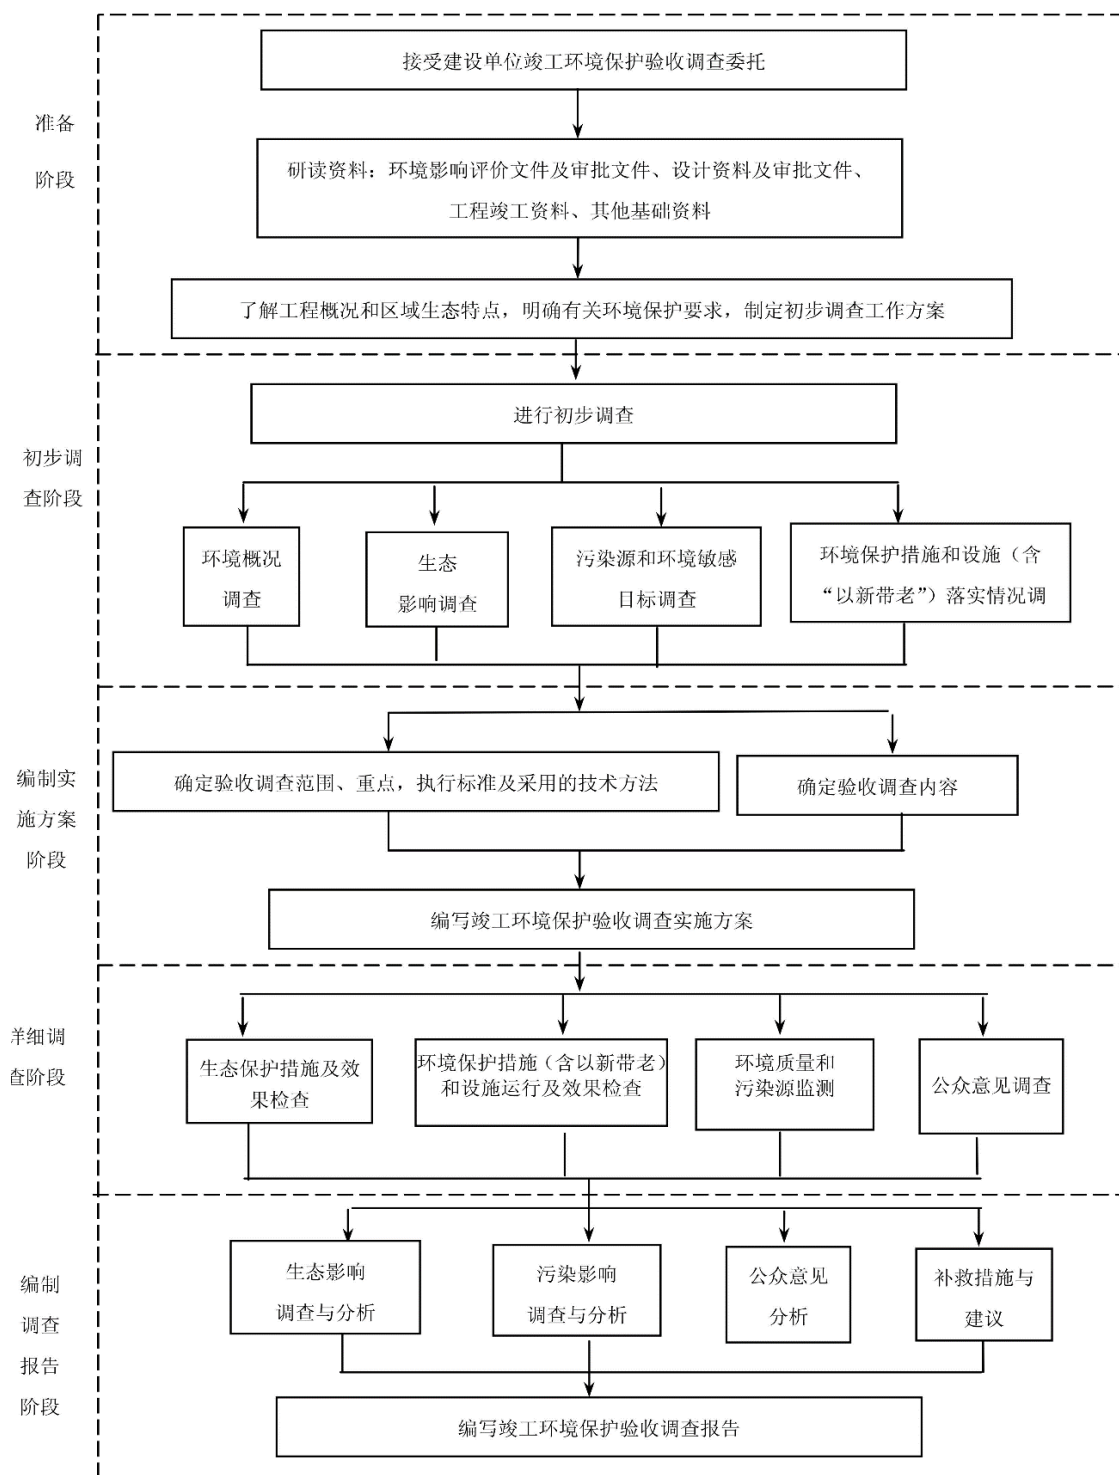 准备
阶段
接受建设单位竣工环境保护验收调查委托
研读资料：环境影响评价文件及审批文件、设计资料及审批文件、
工程竣工资料、其他基础资料
了解工程概况和区域生态特点，明确有关环境保护要求，制定初步调查工作方案
初步调
查阶段
进行初步调查
环境概况
调查
生态
影响调查
污染源和环境敏感
目标调查
环境保护措施和设施（含
“以新带老”）落实情况调
编制实
施方案
阶段
确定验收调查范围、重点，执行标准及采用的技术方法
确定验收调查内容
编写竣工环境保护验收调查实施方案
详细调
查阶段
生态保护措施及效
果检查
环境保护措施（含以新带老）
和设施运行及效果检查
环境质量和
污染源监测
公众意见调查
编制
调查
报告
阶段
生态影响
调查与分析
污染影响
调查与分析
公众意见
分析
补救措施与
建议
编写竣工环境保护验收调查报告